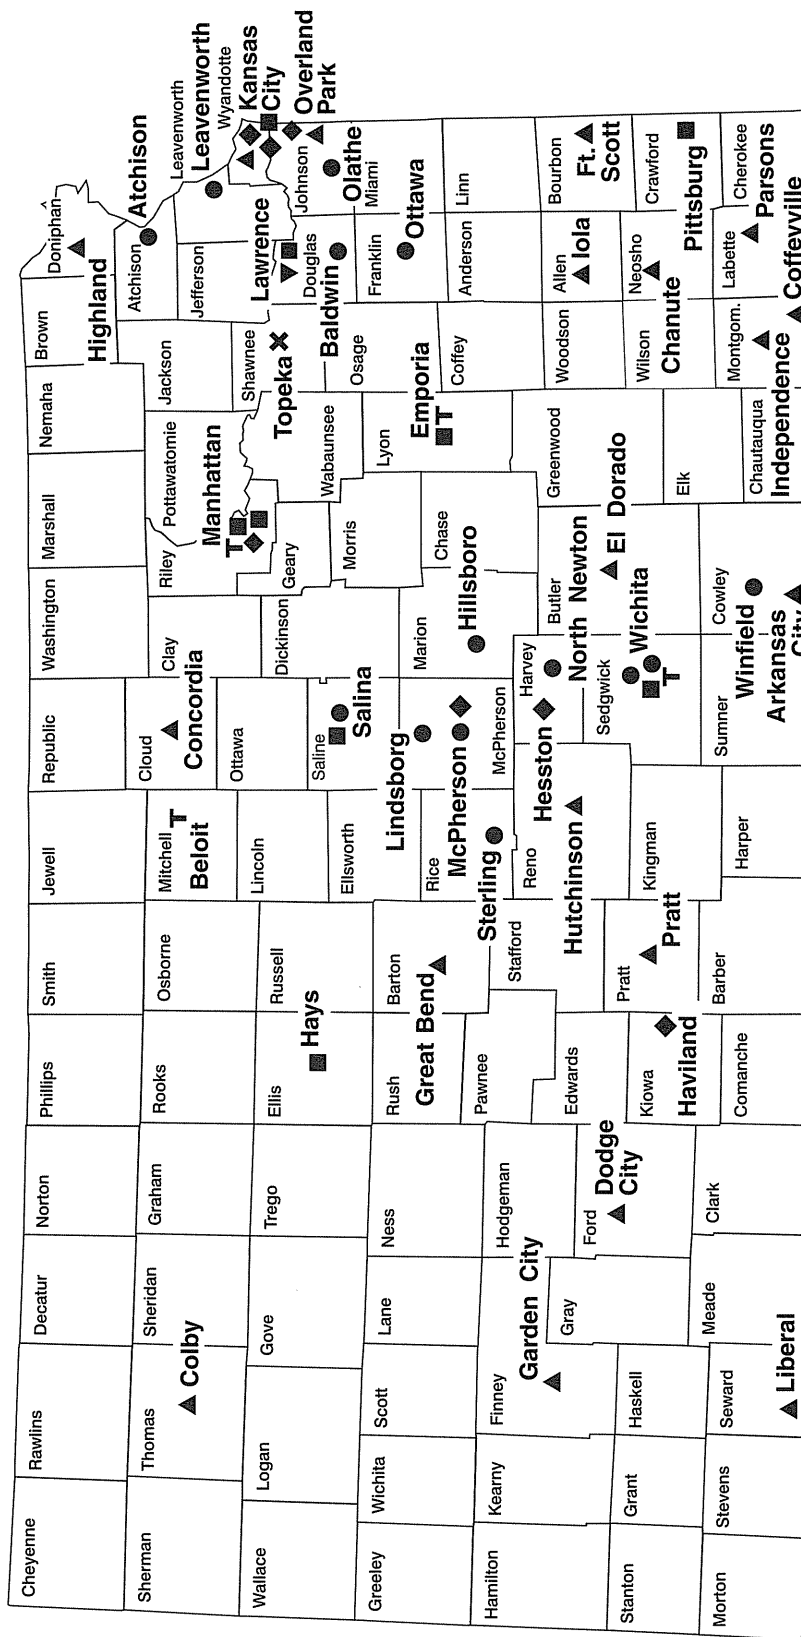 Cheyenne
Rawlins
Decatur
Norton
Phillips
Smith
Jewell
Republic
Washington
Marshall
Nemaha
Brown
Doniphan
Highland
Atchison
Atchison
Sherman
Thomas
Colby
Sheridan
Graham
Rooks
Osborne
Mitchell
Beloit
T
Cloud
Concordia
Clay
Riley
Pottawatomie
Manhattan
T
Jackson
Jefferson
Leavenworth
Leavenworth
Wyandotte
Kansas
City
Overland
Park
Wallace
Logan
Gove
Trego
Ellis
Hays
Russell
Lincoln
Ottawa
Saline
Salina
Dickinson
Geary
Wabaunsee
Shawnee
Topeka
Lawrence
Douglas
Baldwin
Johnson
Olathe
Miami
Greeley
Wichita
Scott
Lane
Ness
Rush
Great Bend
Barton
Ellsworth
Rice
Lindsborg
McPherson
McPherson
Sterling
Marion
Hillsboro
Morris
Chase
Lyon
Emporia
T
Osage
Coffey
Franklin
Ottawa
Anderson
Linn
Hamilton
Kearny
Finney
Garden City
Hodgeman
Pawnee
Edwards
Stafford
Reno
Hutchinson
Hesston
Harvey
North Newton
Butler
El Dorado
Sedgwick
Wichita
T
Greenwood
Woodson
Allen
Iola
Bourbon
Ft.
Scott
Stanton
Grant
Haskell
Gray
Ford
Dodge
City
Kiowa
Haviland
Pratt
Pratt
Kingman
Elk
Wilson
Neosho
Chanute
Crawford
Pittsburg
Morton
Stevens
Seward
Liberal
Meade
Clark
Comanche
Barber
Harper
Sumner
Cowley
Winfield
Arkansas
City
Chautauqua
Montgom.
Independence
Coffeyville
Labette
Parsons
Cherokee